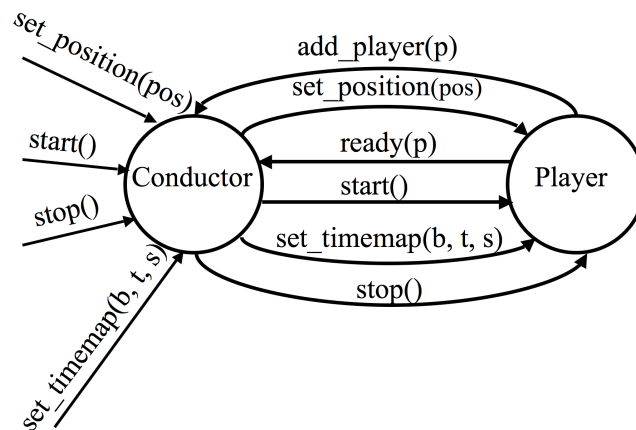 set_position(pos)
add_player(p)
set_position(pos)
start()
ready(p)
Conductor
Player
start()
stop()
set_timemap(b, t, s)
stop()
set_timemap(b, t, s)